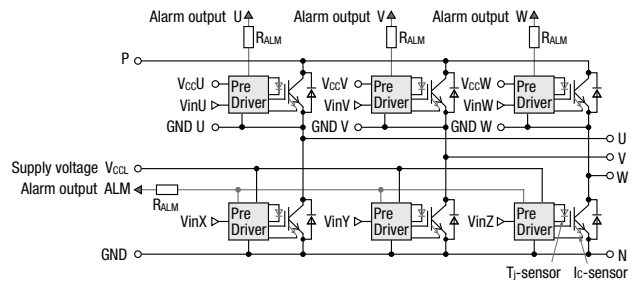 Alarm output U Alarm output V Alarm output W
RALM RALM RALM
P
VCCU Pre Driver VCCV Pre Driver VCCW Pre Driver
VinU VinV VinW
GND U GND V GND W
U
V
W
Supply voltage VCCL
Alarm output ALM
RALM
VinX Pre Driver VinY Pre Driver VinZ Pre Driver
GND N
Tj-sensor IC-sensor